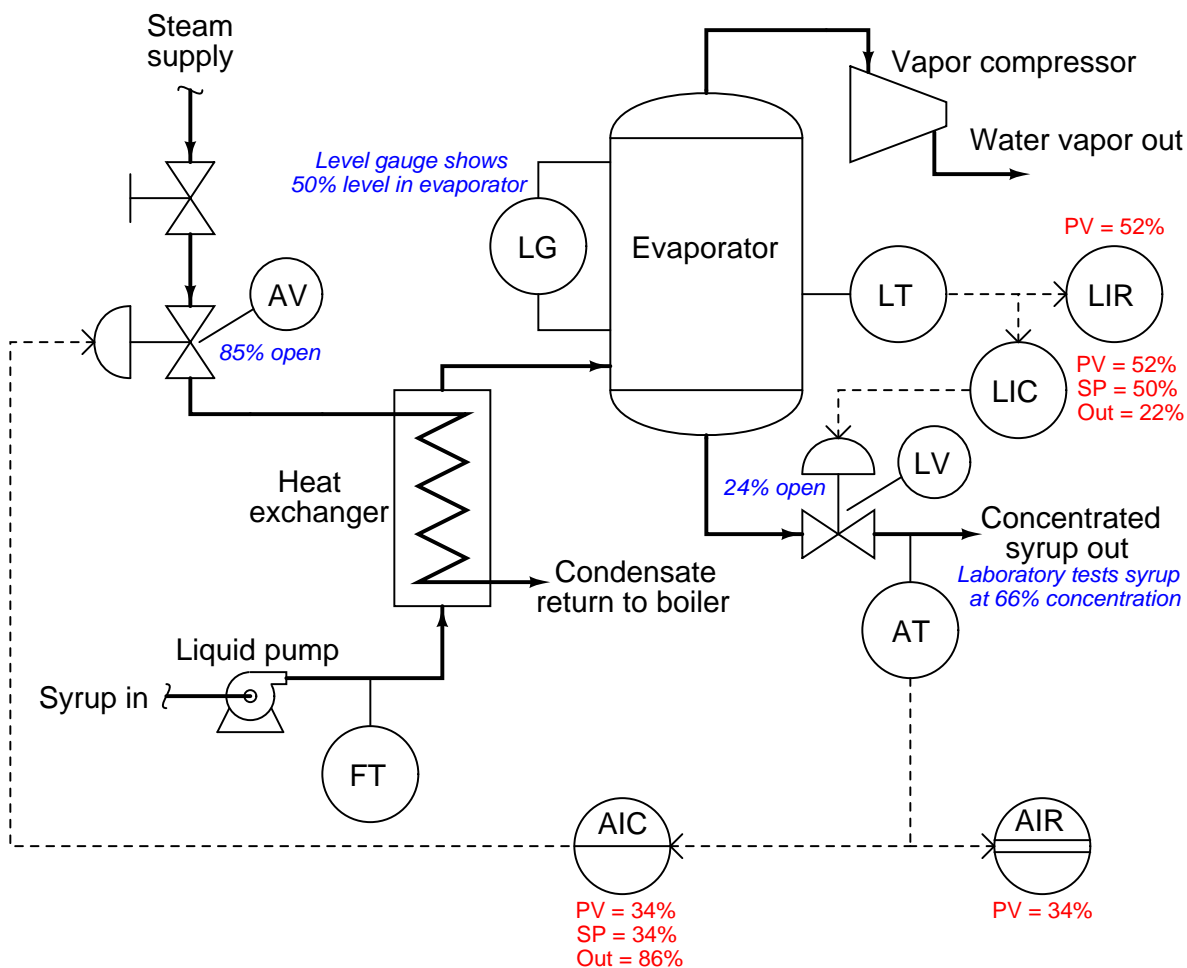 Steam
supply
Vapor compressor
Water vapor out
Level gauge shows
50% level in evaporator
LG
Evaporator
PV = 52%
LT
LIR
AV
85% open
PV = 52%
SP = 50%
Out = 22%
LIC
LV
24% open
Heat
exchanger
Concentrated
syrup out
Laboratory tests syrup
at 66% concentration
Condensate
return to boiler
AT
Liquid pump
Syrup in
FT
AIC
AIR
PV = 34%
SP = 34%
Out = 86%
PV = 34%